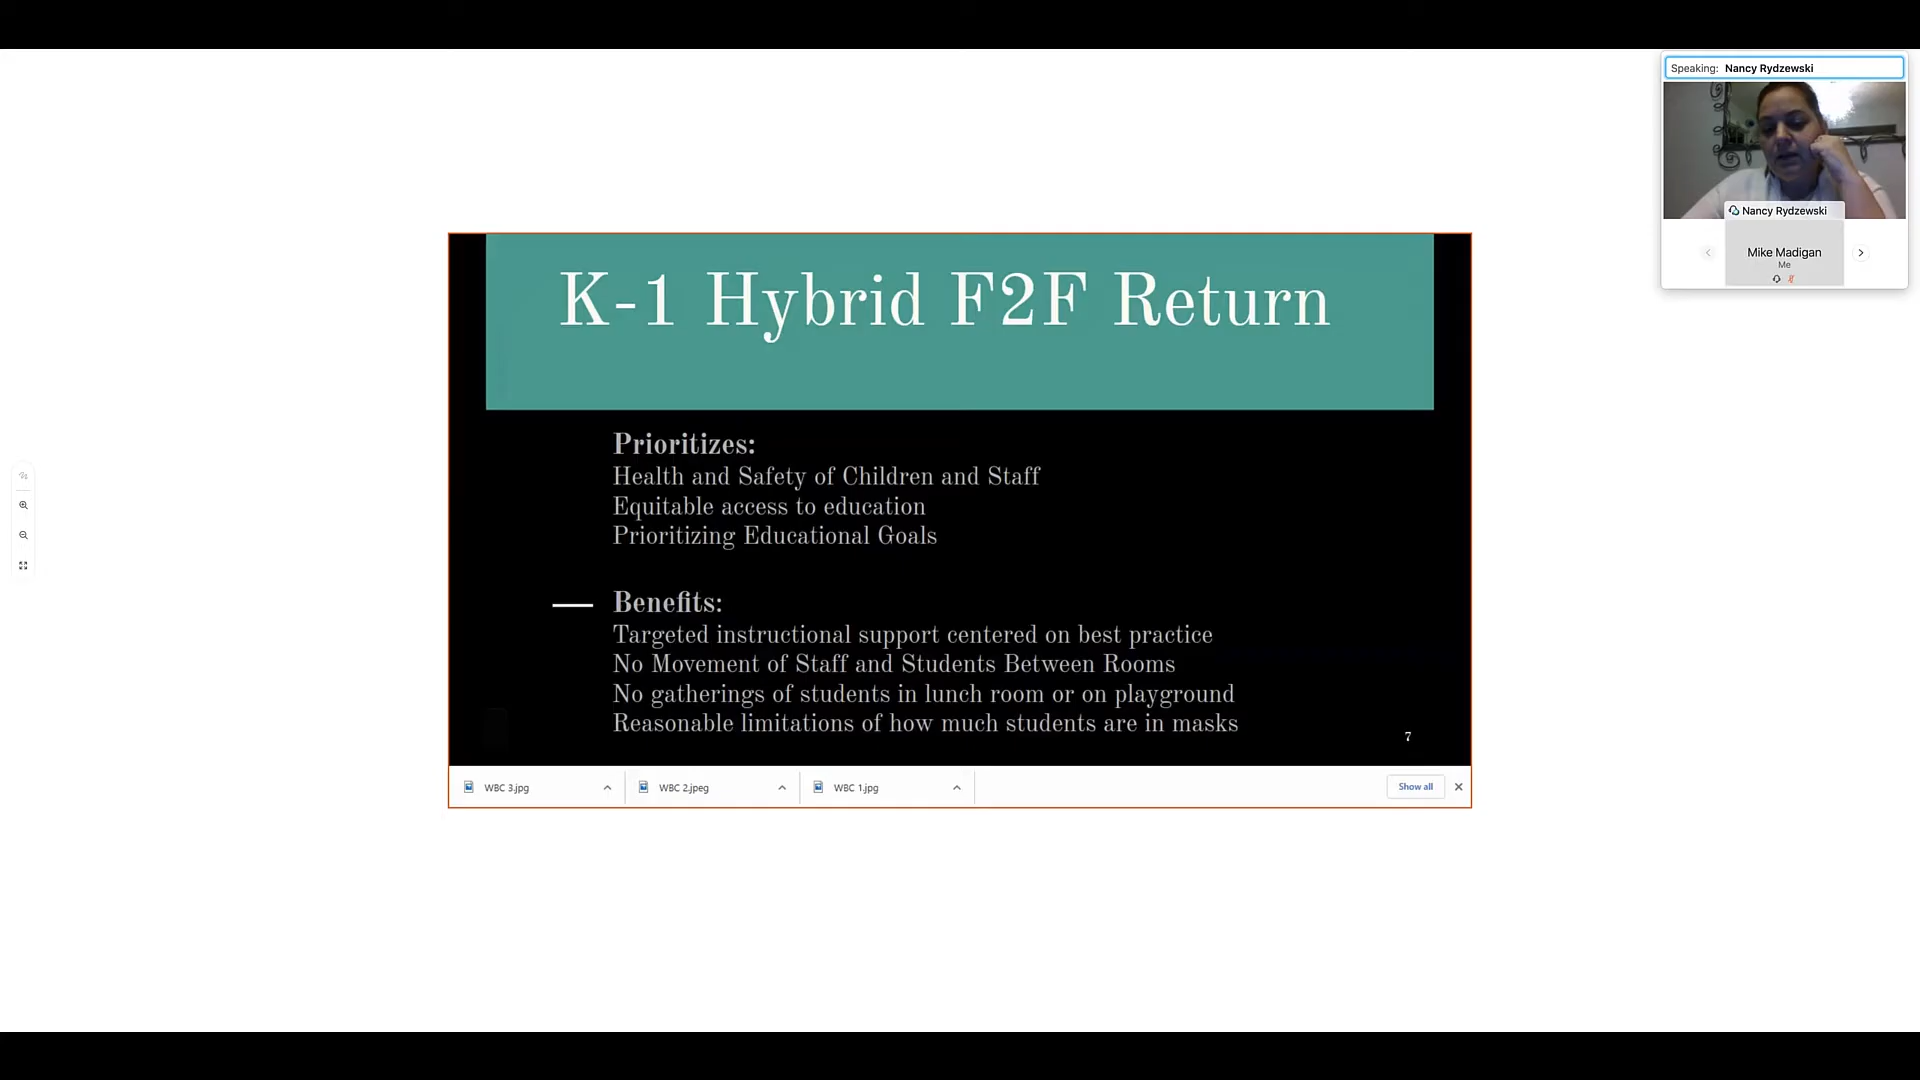 Speaking: Nancy Rydzewski
Nancy Rydzewski
Mike Madigan
Me
K-1 Hybrid F2F Return
Prioritizes:
Health and Safety of Children and Staff
Equitable access to education
Prioritizing Educational Goals
Benefits:
Targeted instructional support centered on best practice
No Movement of Staff and Students Between Rooms
No gatherings of students in lunch room or on playground
Reasonable limitations of how much students are in masks
7
WBC 3.jpg
WBC 2.jpeg
WBC 1.jpg
Show all